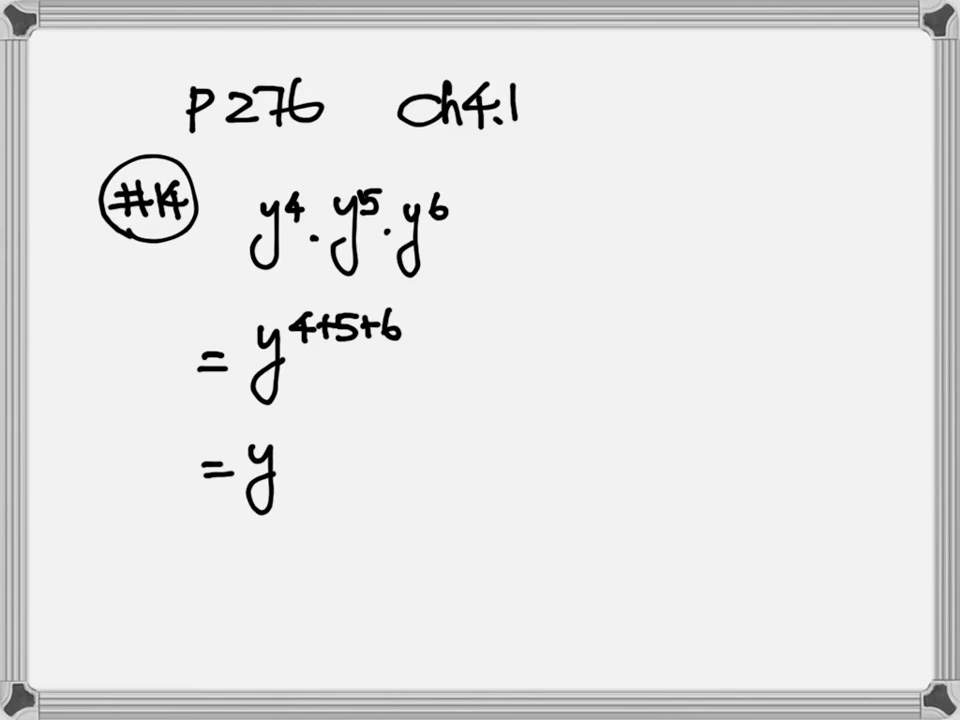 P276 Ch4.1
#14 y⁴ · y⁵ · y⁶
= y⁴⁺⁵⁺⁶
= y